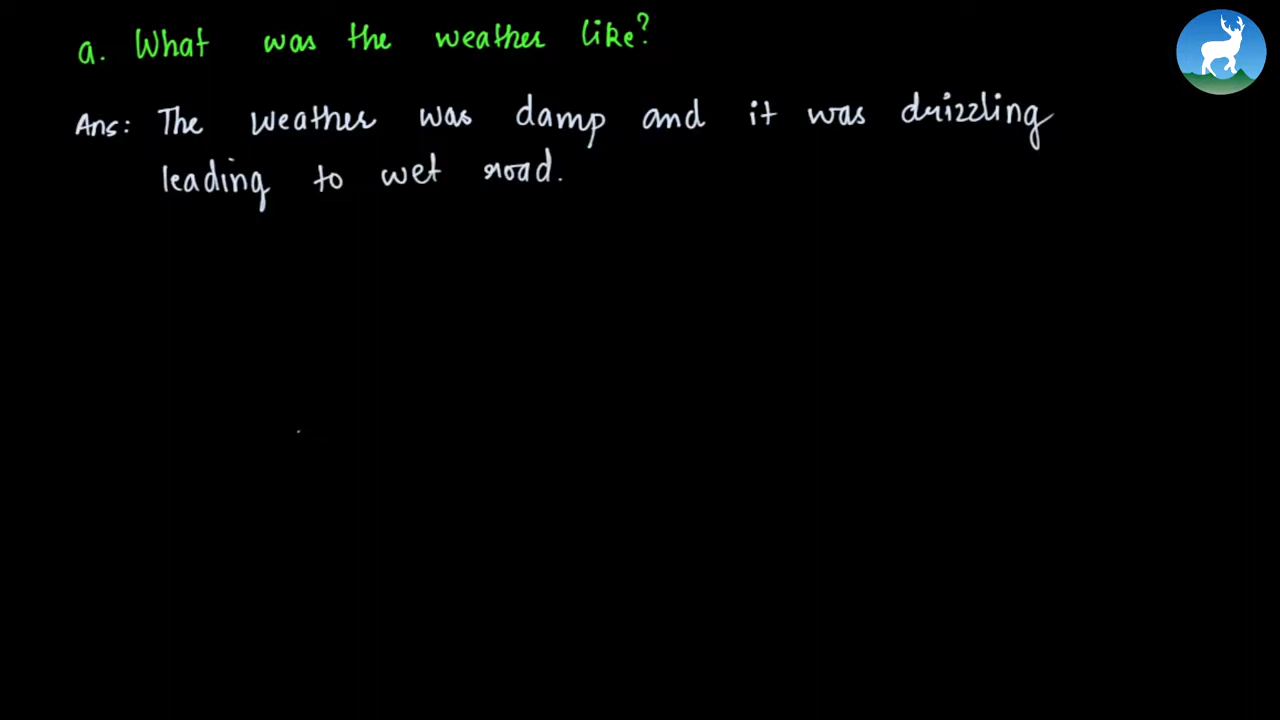 a. What was the weather like?
Ans: The weather was damp and it was drizzling
leading to wet road.